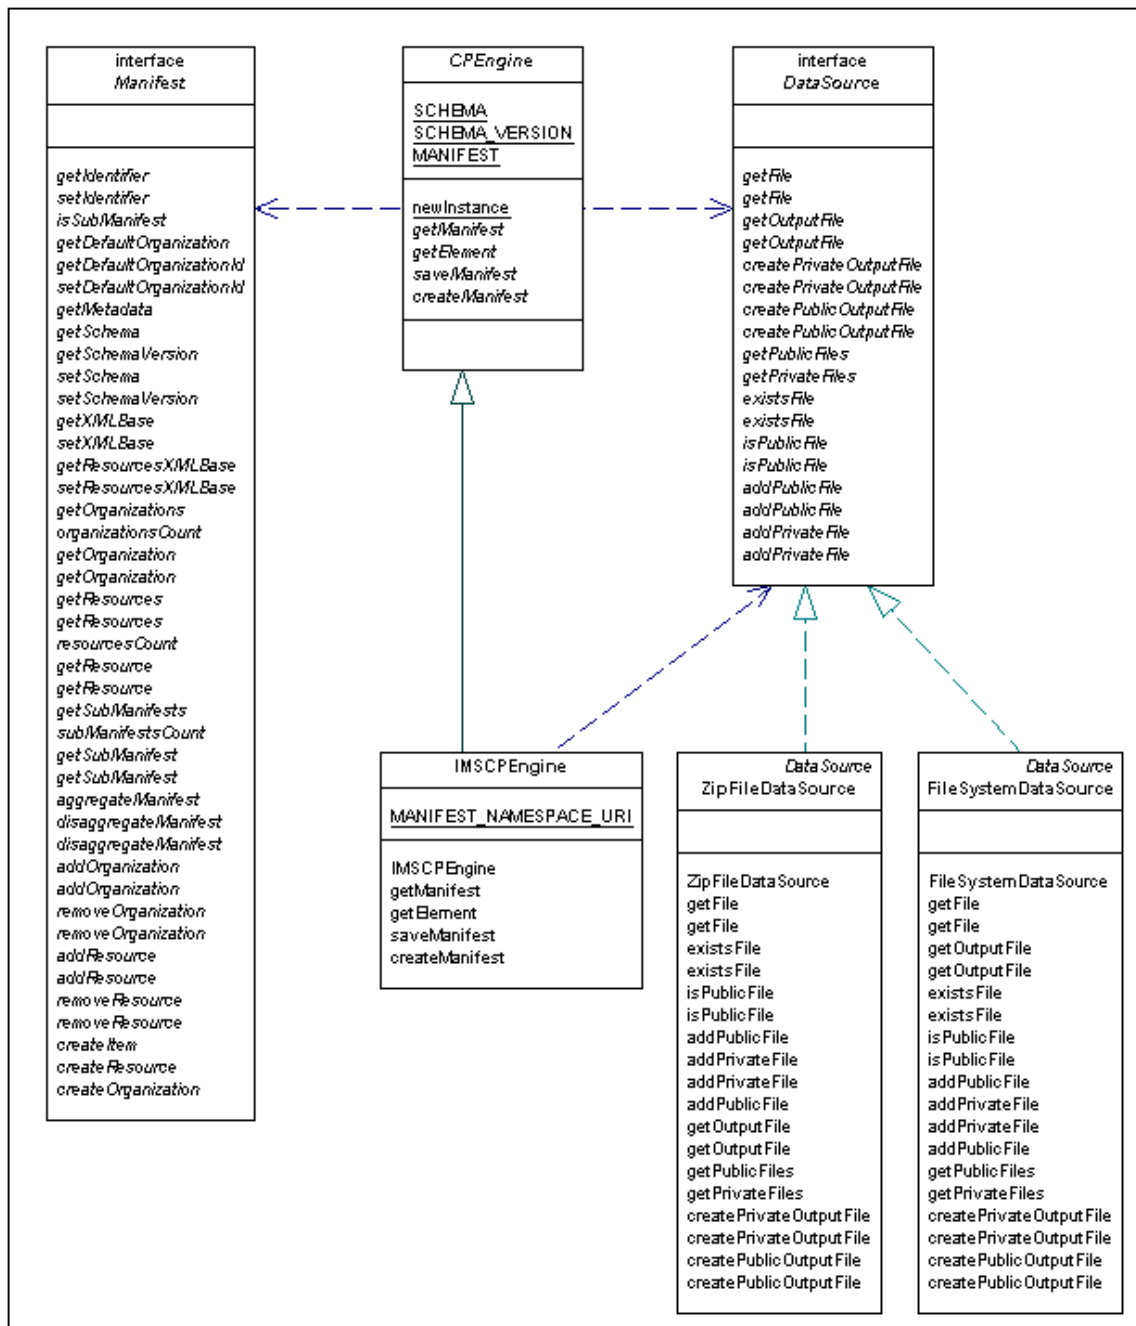 interface
Manifest
getIdentifier
setIdentifier
isSubManifest
getDefaultOrganization
getDefaultOrganizationId
setDefaultOrganizationId
getMetadata
getSchema
getSchemaVersion
setSchema
setSchemaVersion
getXMLBase
setXMLBase
getResourcesXMLBase
setResourcesXMLBase
getOrganizations
organizationsCount
getOrganization
getOrganization
getResources
getResources
resourcesCount
getResource
getResource
getSubManifests
subManifestsCount
getSubManifest
getSubManifest
aggregateManifest
disaggregateManifest
disaggregateManifest
addOrganization
addOrganization
removeOrganization
removeOrganization
addResource
addResource
removeResource
removeResource
createItem
createResource
createOrganization
CPEngine
SCHEMA
SCHEMA_VERSION
MANIFEST
newInstance
getManifest
getElement
saveManifest
createManifest
interface
DataSource
getFile
getFile
getOutputFile
getOutputFile
createPrivateOutputFile
createPrivateOutputFile
createPublicOutputFile
createPublicOutputFile
getPublicFiles
getPrivateFiles
existsFile
existsFile
isPublicFile
isPublicFile
addPublicFile
addPublicFile
addPrivateFile
addPrivateFile
IMSCPEngine
MANIFEST_NAMESPACE_URI
IMSCPEngine
getManifest
getElement
saveManifest
createManifest
DataSource
ZipFileDataSource
ZipFileDataSource
getFile
getFile
existsFile
existsFile
isPublicFile
isPublicFile
addPublicFile
addPrivateFile
addPrivateFile
addPublicFile
getOutputFile
getOutputFile
getPublicFiles
getPrivateFiles
createPrivateOutputFile
createPrivateOutputFile
createPublicOutputFile
createPublicOutputFile
DataSource
FileSystemDataSource
FileSystemDataSource
getFile
getFile
getOutputFile
getOutputFile
existsFile
existsFile
isPublicFile
isPublicFile
addPublicFile
addPrivateFile
addPrivateFile
addPublicFile
getPublicFiles
getPrivateFiles
createPrivateOutputFile
createPrivateOutputFile
createPublicOutputFile
createPublicOutputFile